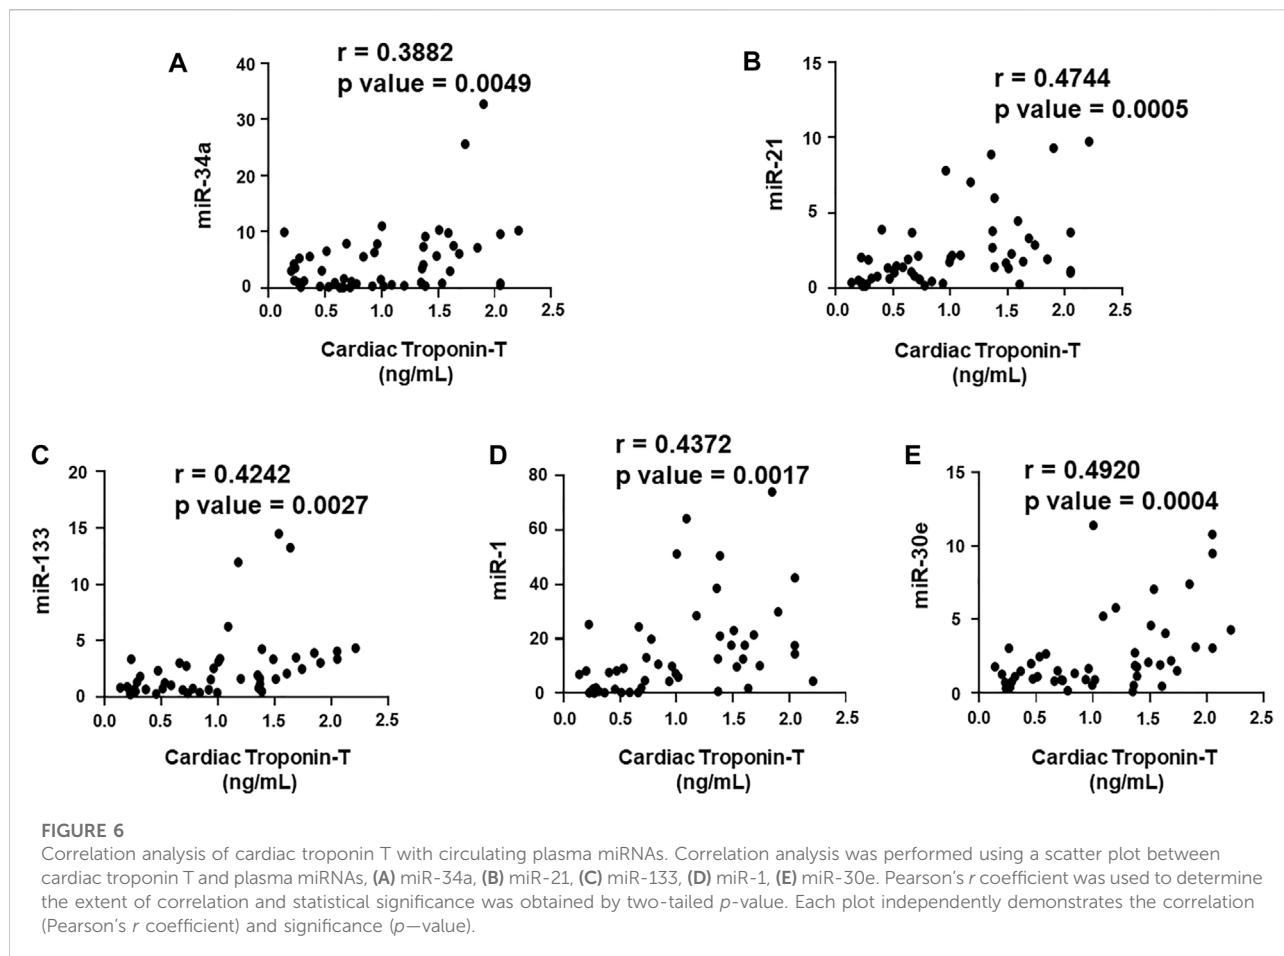 A
r = 0.3882
p value = 0.0049
40
30
20
10
0
miR-34a
0.0 0.5 1.0 1.5 2.0 2.5
Cardiac Troponin-T
(ng/mL)
B
r = 0.4744
p value = 0.0005
15
10
5
0
miR-21
0.0 0.5 1.0 1.5 2.0 2.5
Cardiac Troponin-T
(ng/mL)
C
r = 0.4242
p value = 0.0027
20
15
10
5
0
miR-133
0.0 0.5 1.0 1.5 2.0 2.5
Cardiac Troponin-T
(ng/mL)
D
r = 0.4372
p value = 0.0017
80
60
40
20
0
miR-1
0.0 0.5 1.0 1.5 2.0 2.5
Cardiac Troponin-T
(ng/mL)
E
r = 0.4920
p value = 0.0004
15
10
5
0
miR-30e
0.0 0.5 1.0 1.5 2.0 2.5
Cardiac Troponin-T
(ng/mL)
FIGURE 6
Correlation analysis of cardiac troponin T with circulating plasma miRNAs. Correlation analysis was performed using a scatter plot between
cardiac troponin T and plasma miRNAs, (A) miR-34a, (B) miR-21, (C) miR-133, (D) miR-1, (E) miR-30e. Pearson's r coefficient was used to determine
the extent of correlation and statistical significance was obtained by two-tailed p-value. Each plot independently demonstrates the correlation
(Pearson's r coefficient) and significance (p—value).